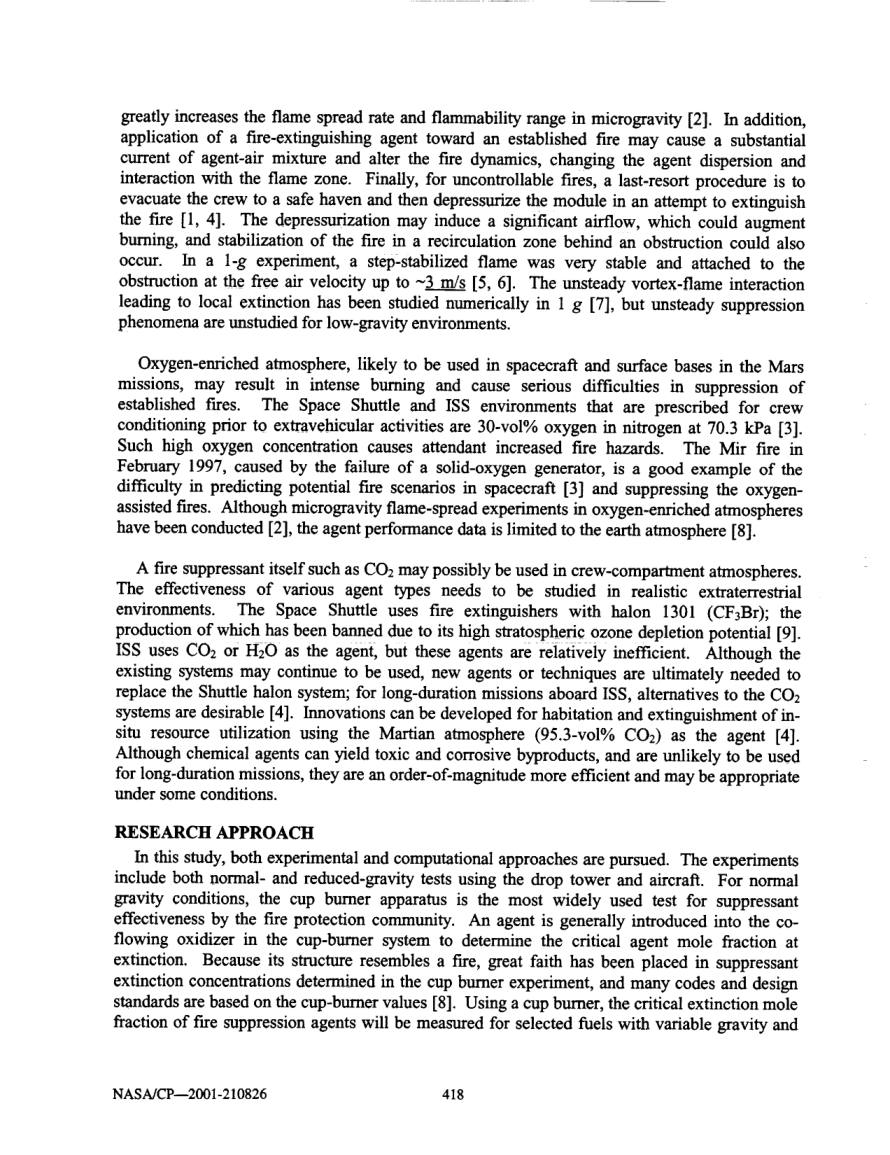 greatly increases the flame spread rate and flammability range in microgravity [2]. In addition,
application of a fire-extinguishing agent toward an established fire may cause a substantial
current of agent-air mixture and alter the fire dynamics, changing the agent dispersion and
interaction with the flame zone. Finally, for uncontrollable fires, a last-resort procedure is to
evacuate the crew to a safe haven and then depressurize the module in an attempt to extinguish
the fire [1, 4]. The depressurization may induce a significant airflow, which could augment
burning, and stabilization of the fire in a recirculation zone behind an obstruction could also
occur. In a 1-g experiment, a step-stabilized flame was very stable and attached to the
obstruction at the free air velocity up to ~3 m/s [5, 6]. The unsteady vortex-flame interaction
leading to local extinction has been studied numerically in 1 g [7], but unsteady suppression
phenomena are unstudied for low-gravity environments.
Oxygen-enriched atmosphere, likely to be used in spacecraft and surface bases in the Mars
missions, may result in intense burning and cause serious difficulties in suppression of
established fires. The Space Shuttle and ISS environments that are prescribed for crew
conditioning prior to extravehicular activities are 30-vol% oxygen in nitrogen at 70.3 kPa [3].
Such high oxygen concentration causes attendant increased fire hazards. The Mir fire in
February 1997, caused by the failure of a solid-oxygen generator, is a good example of the
difficulty in predicting potential fire scenarios in spacecraft [3] and suppressing the oxygen-
assisted fires. Although microgravity flame-spread experiments in oxygen-enriched atmospheres
have been conducted [2], the agent performance data is limited to the earth atmosphere [8].
A fire suppressant itself such as CO₂ may possibly be used in crew-compartment atmospheres.
The effectiveness of various agent types needs to be studied in realistic extraterrestrial
environments. The Space Shuttle uses fire extinguishers with halon 1301 (CF₃Br); the
production of which has been banned due to its high stratospheric ozone depletion potential [9].
ISS uses CO₂ or H₂O as the agent, but these agents are relatively inefficient. Although the
existing systems may continue to be used, new agents or techniques are ultimately needed to
replace the Shuttle halon system; for long-duration missions aboard ISS, alternatives to the CO₂
systems are desirable [4]. Innovations can be developed for habitation and extinguishment of in-
situ resource utilization using the Martian atmosphere (95.3-vol% CO₂) as the agent [4].
Although chemical agents can yield toxic and corrosive byproducts, and are unlikely to be used
for long-duration missions, they are an order-of-magnitude more efficient and may be appropriate
under some conditions.
RESEARCH APPROACH
In this study, both experimental and computational approaches are pursued. The experiments
include both normal- and reduced-gravity tests using the drop tower and aircraft. For normal
gravity conditions, the cup burner apparatus is the most widely used test for suppressant
effectiveness by the fire protection community. An agent is generally introduced into the co-
flowing oxidizer in the cup-burner system to determine the critical agent mole fraction at
extinction. Because its structure resembles a fire, great faith has been placed in suppressant
extinction concentrations determined in the cup burner experiment, and many codes and design
standards are based on the cup-burner values [8]. Using a cup burner, the critical extinction mole
fraction of fire suppression agents will be measured for selected fuels with variable gravity and
NASA/CP—2001-210826 418